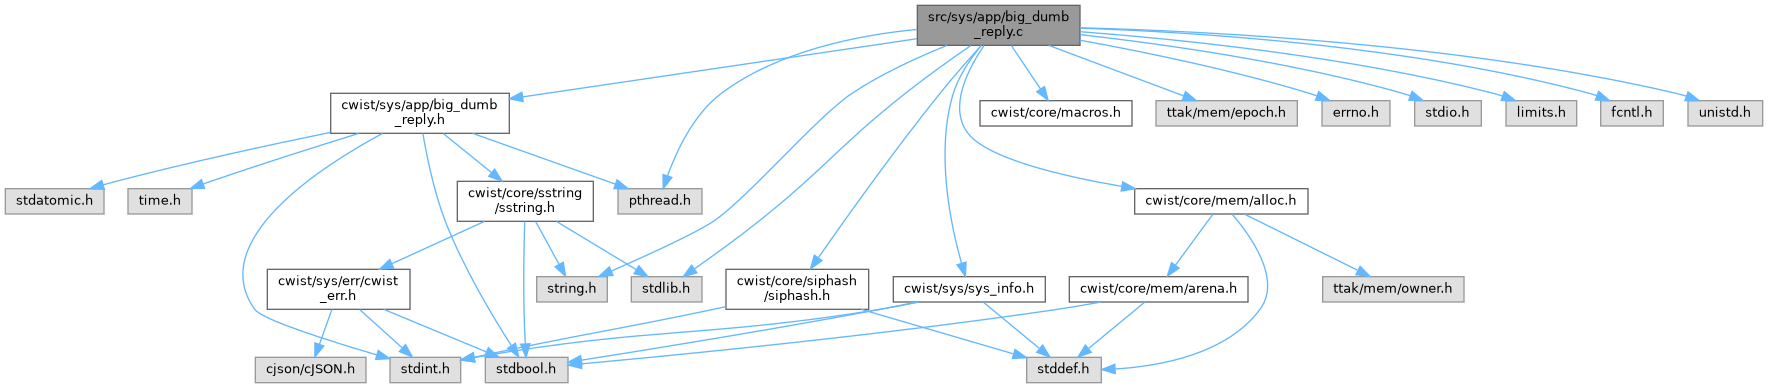 src/sys/app/big_dumb
_reply.c
cwist/sys/app/big_dumb
_reply.h
cwist/core/macros.h
ttak/mem/epoch.h
errno.h
stdio.h
limits.h
fcntl.h
unistd.h
stdatomic.h
time.h
cwist/core/sstring
/sstring.h
pthread.h
cwist/core/mem/alloc.h
cwist/sys/err/cwist
_err.h
string.h
stdlib.h
cwist/core/siphash
/siphash.h
cwist/sys/sys_info.h
cwist/core/mem/arena.h
ttak/mem/owner.h
cjson/cJSON.h
stdint.h
stdbool.h
stddef.h